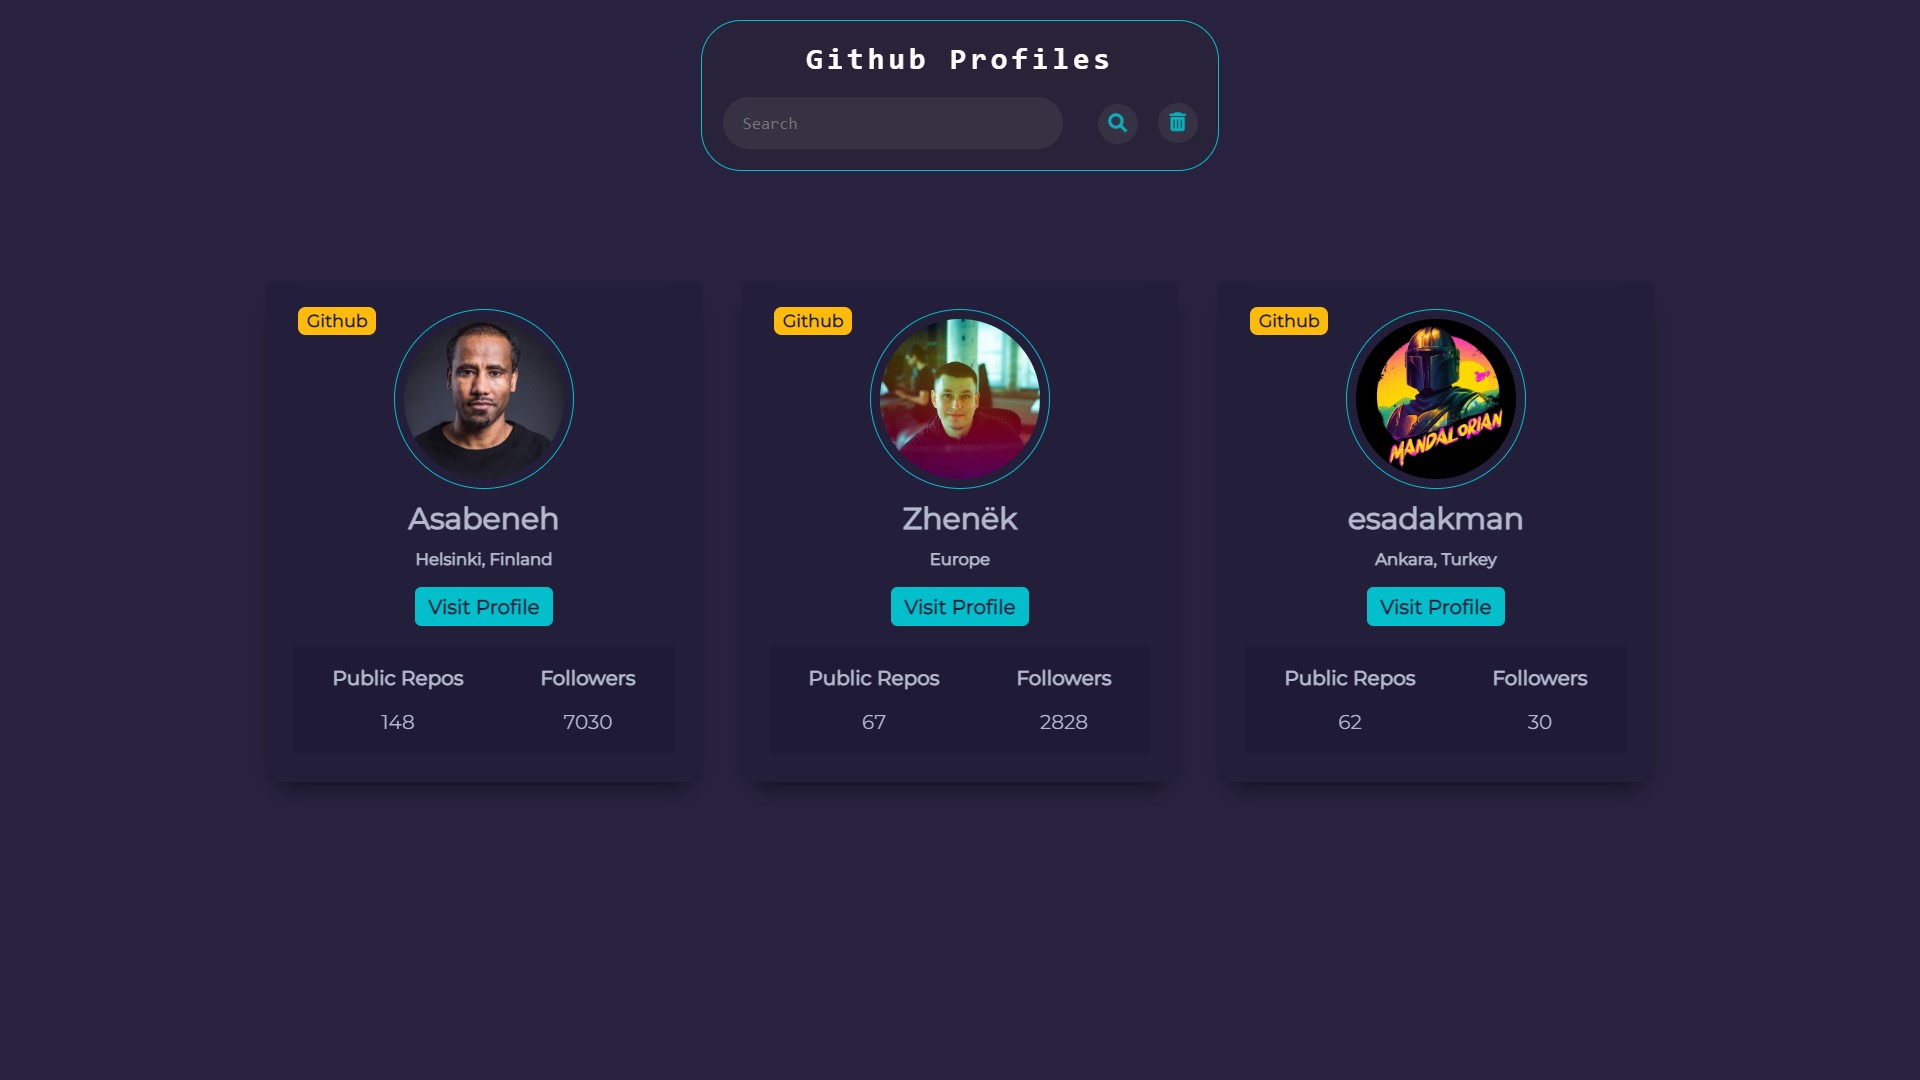 Github Profiles
Search
Github
Asabeneh
Helsinki, Finland
Visit Profile
Public Repos Followers
148 7030
Github
Zhenëk
Europe
Visit Profile
Public Repos Followers
67 2828
Github
MANDALORIAN
esadakman
Ankara, Turkey
Visit Profile
Public Repos Followers
62 30